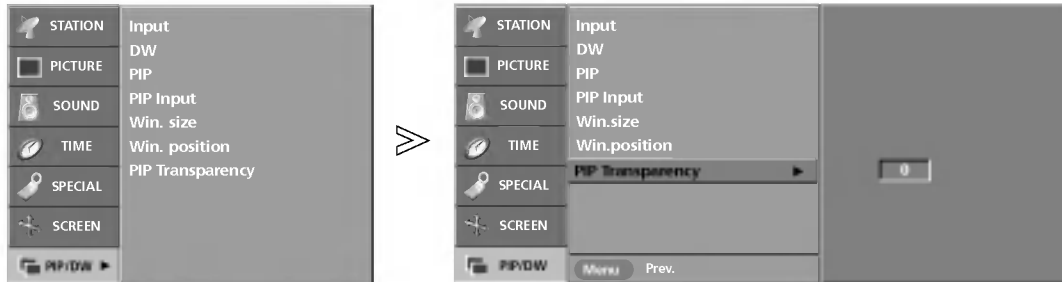 STATION
PICTURE
SOUND
TIME
SPECIAL
SCREEN
PIP/DW ►
Input
DW
PIP
PIP Input
Win. size
Win. position
PIP Transparency
STATION
PICTURE
SOUND
TIME
SPECIAL
SCREEN
PIP/DW
Input
DW
PIP
PIP Input
Win.size
Win.position
PIP Transparency ►
Menu Prev.
0